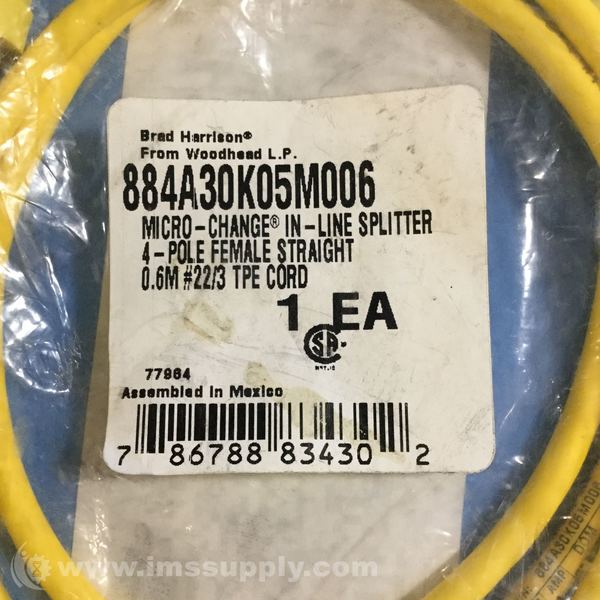 Brad Harrison®
From Woodhead L.P.
884A30K05M006
MICRO-CHANGE® IN-LINE SPLITTER
4-POLE FEMALE STRAIGHT
0.6M #22/3 TPE CORD
1 EA
77964
Assembled in Mexico
7 86788 83430 2
www.imssupply.com